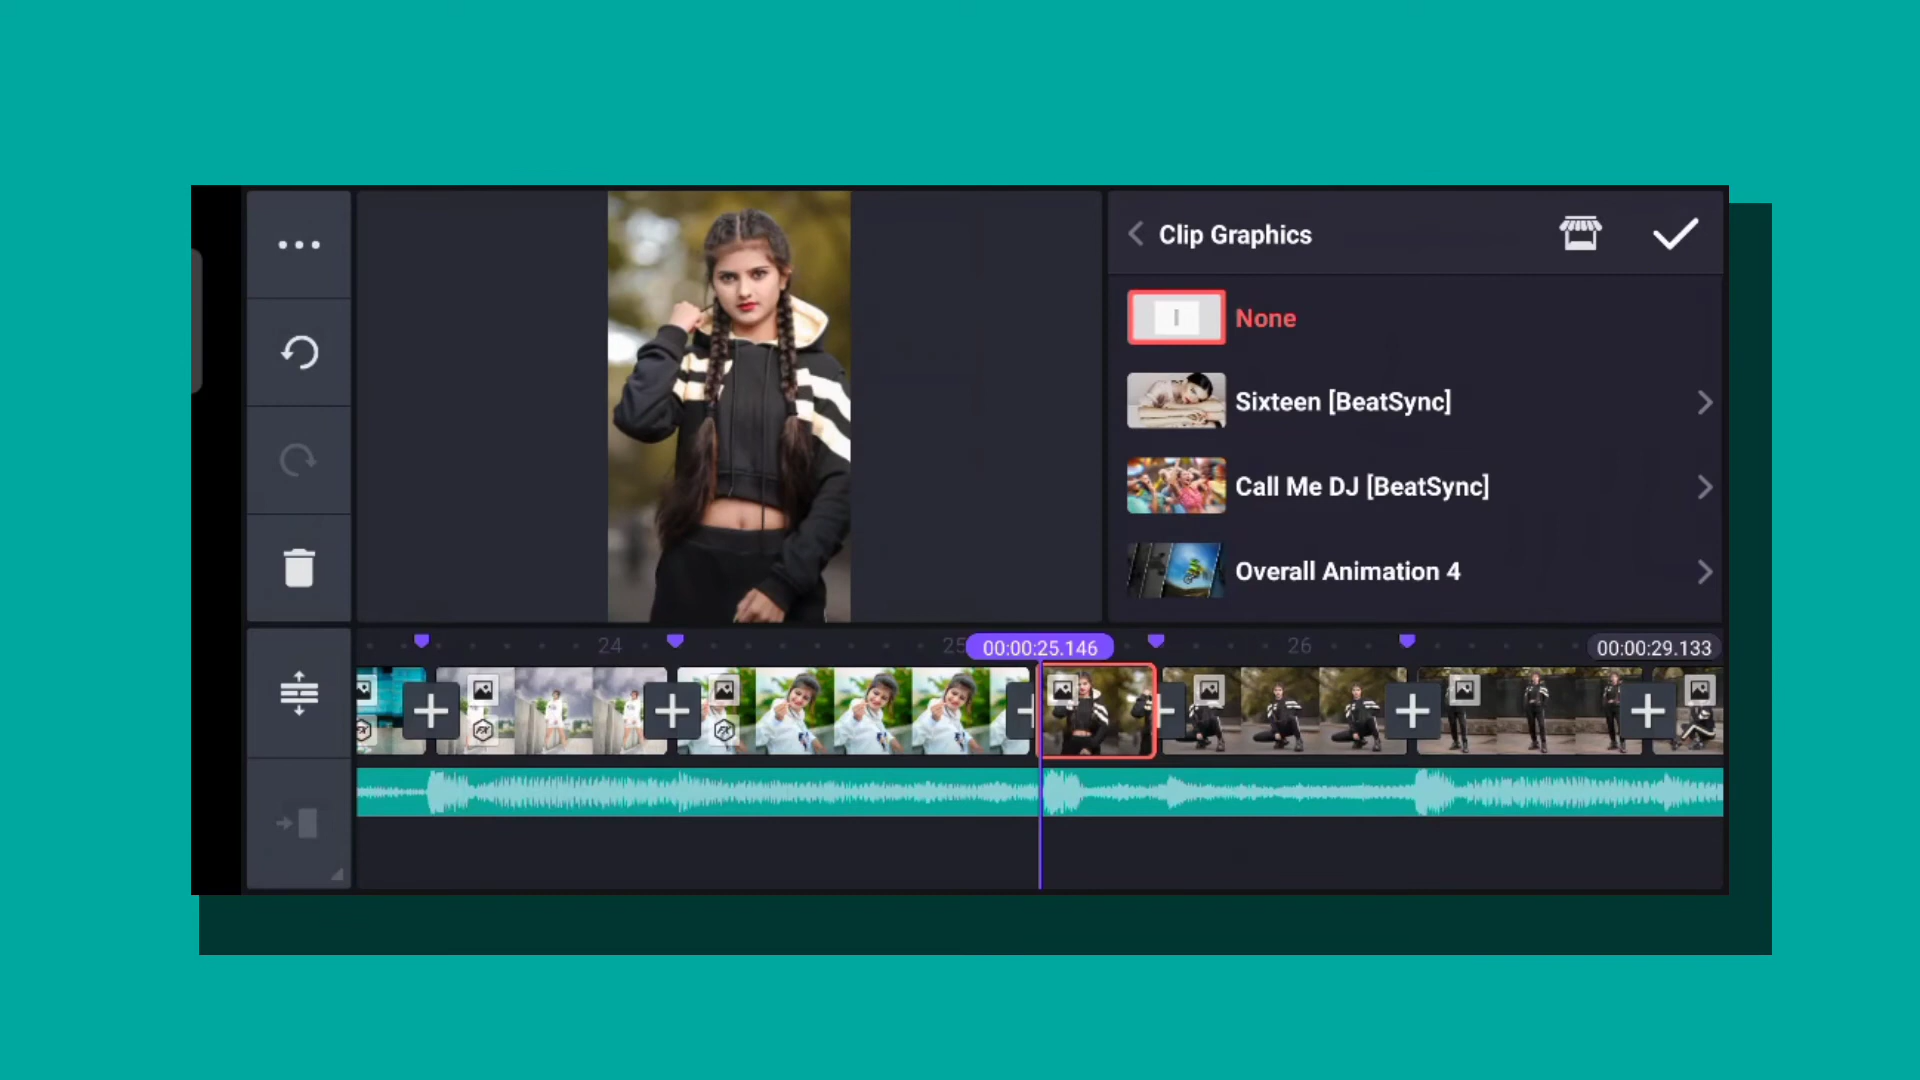 Clip Graphics
None
Sixteen [BeatSync]
Call Me DJ [BeatSync]
Overall Animation 4
24
25
00:00:25.146
26
00:00:29.133